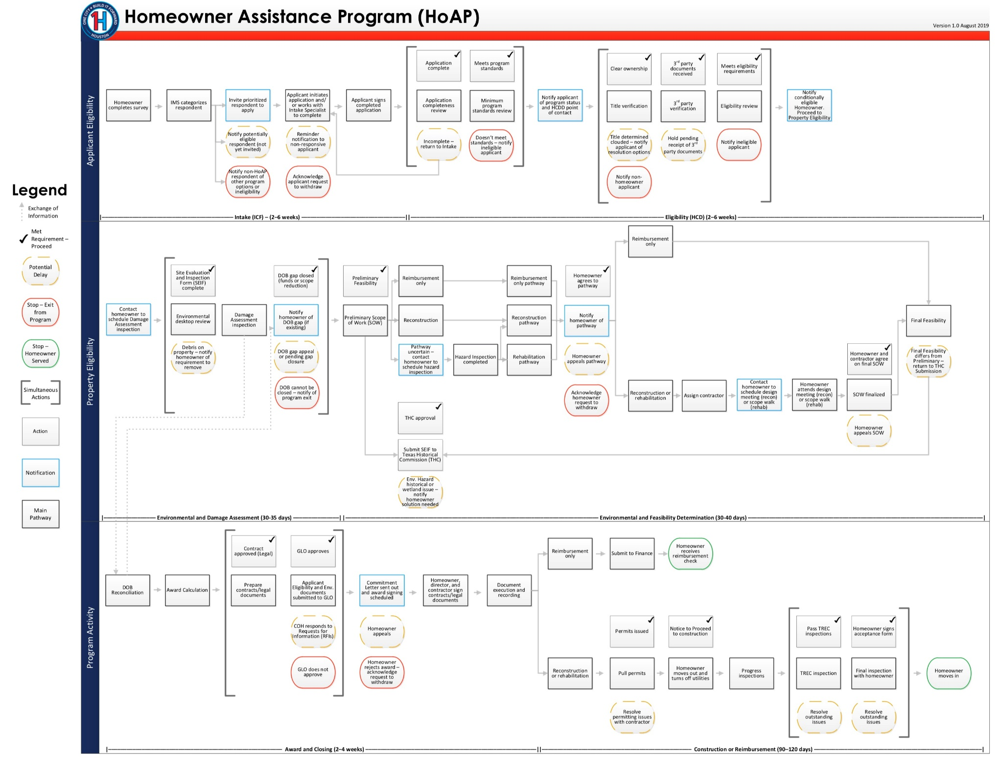 ONE CITY • BUILD IT FORWARD
HOUSTON
Homeowner Assistance Program (HoAP)
Version 1.0 August 2019
Legend
Exchange of
Information
Met
Requirement –
Proceed
Potential
Delay
Stop – Exit
from
Program
Stop –
Homeowner
Served
Simultaneous
Actions
Action
Notification
Main
Pathway
Applicant Eligibility
Homeowner
completes survey
IMS categorizes
respondent
Invite prioritized
respondent to
apply
Notify potentially
eligible
respondent (not
yet invited)
Notify non-HoAP
respondent of
other program
options or
ineligibility
Applicant initiates
application and/
or works with
Intake Specialist
to complete
Reminder
notification to
non-responsive
applicant
Acknowledge
applicant request
to withdraw
Applicant signs
completed
application
Application
complete
Application
completeness
review
Incomplete –
return to Intake
Meets program
standards
Minimum
program
standards review
Doesn't meet
standards – notify
ineligible
applicant
Notify applicant
of program status
and HCDD point
of contact
Clear ownership
Title verification
Title determined
clouded – notify
applicant of
resolution options
Notify non-
homeowner
applicant
3rd party
documents
received
3rd party
verification
Hold pending
receipt of 3rd
party documents
Meets eligibility
requirements
Eligibility review
Notify ineligible
applicant
Notify
conditionally
eligible
Homeowner.
Proceed to
Property Eligibility
Intake (ICF) – (2–6 weeks)
Eligibility (HCD) (2–6 weeks)
Property Eligibility
Contact
homeowner to
schedule Damage
Assessment
inspection
Site Evaluation
and Inspection
Form (SEIF)
complete
Environmental
desktop review
Debris on
property – notify
homeowner of
requirement to
remove
Damage
Assessment
inspection
DOB gap closed
(funds or scope
reduction)
Notify
homeowner of
DOB gap (if
existing)
DOB gap appeal
or pending gap
closure
DOB cannot be
closed – notify of
program exit
Preliminary
Feasibility
Preliminary Scope
of Work (SOW)
Reimbursement
only
Reconstruction
Pathway
uncertain –
contact
homeowner to
schedule hazard
inspection
Hazard Inspection
completed
Reimbursement
only pathway
Reconstruction
pathway
Rehabilitation
pathway
THC approval
Submit SEIF to
Texas Historical
Commission (THC)
Env. Hazard
historical or
wetland issue –
notify
homeowner
solution needed
Homeowner
agrees to
pathway
Notify
homeowner of
pathway
Homeowner
appeals pathway
Acknowledge
homeowner
request to
withdraw
Reimbursement
only
Reconstruction or
rehabilitation
Assign contractor
Contact
homeowner to
schedule design
meeting (recon)
or scope walk
(rehab)
Homeowner
attends design
meeting (recon)
or scope walk
(rehab)
Homeowner and
contractor agree
on final SOW
SOW finalized
Homeowner
appeals SOW
Final Feasibility
Final Feasibility
differs from
Preliminary –
return to THC
Submission
Environmental and Damage Assessment (30-35 days)
Environmental and Feasibility Determination (30-40 days)
Program Activity
DOB
Reconciliation
Award Calculation
Contract
approved (Legal)
Prepare
contracts/legal
documents
GLO approves
Applicant
Eligibility and Env.
documents
submitted to GLO
COH responds to
Requests for
Information (RFIs)
GLO does not
approve
Commitment
Letter sent out
and award signing
scheduled
Homeowner
appeals
Homeowner
rejects award –
acknowledge
request to
withdraw
Homeowner,
director, and
contractor sign
contracts/legal
documents
Document
execution and
recording
Reimbursement
only
Submit to Finance
Homeowner
receives
reimbursement
check
Reconstruction
or rehabilitation
Permits issued
Pull permits
Resolve
permitting issues
with contractor
Notice to Proceed
to construction
Homeowner
moves out and
turns off utilities
Progress
inspections
Pass TREC
inspections
TREC inspection
Resolve
outstanding
issues
Homeowner signs
acceptance form
Final inspection
with homeowner
Resolve
outstanding
issues
Homeowner
moves in
Award and Closing (2–4 weeks)
Construction or Reimbursement (90–120 days)